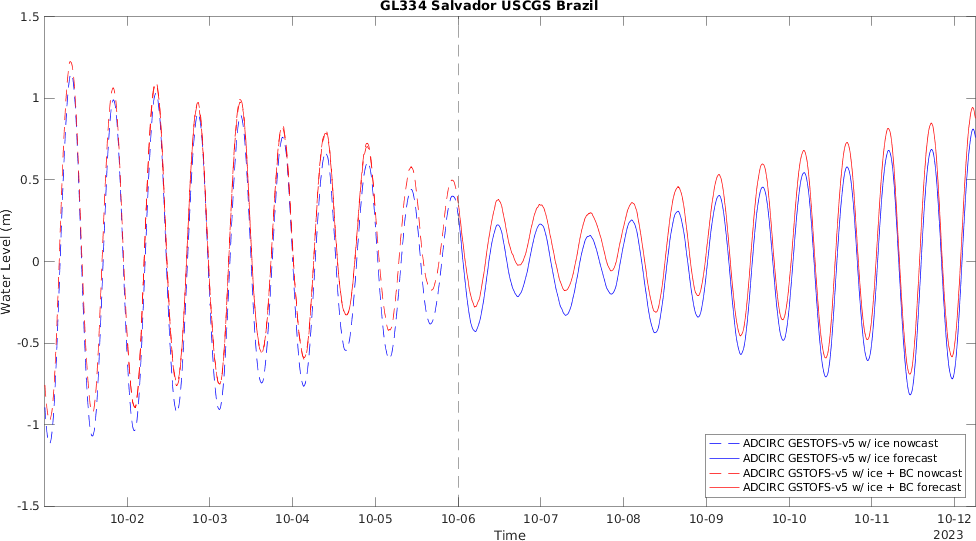 GL334 Salvador USCGS Brazil
1.5
1
0.5
0
-0.5
-1
-1.5
Water Level (m)
10-02
10-03
10-04
10-05
10-06
10-07
10-08
10-09
10-10
10-11
10-12
Time
2023
ADCIRC GESTOFS-v5 w/ ice nowcast
ADCIRC GESTOFS-v5 w/ ice forecast
ADCIRC GSTOFS-v5 w/ ice + BC nowcast
ADCIRC GSTOFS-v5 w/ ice + BC forecast